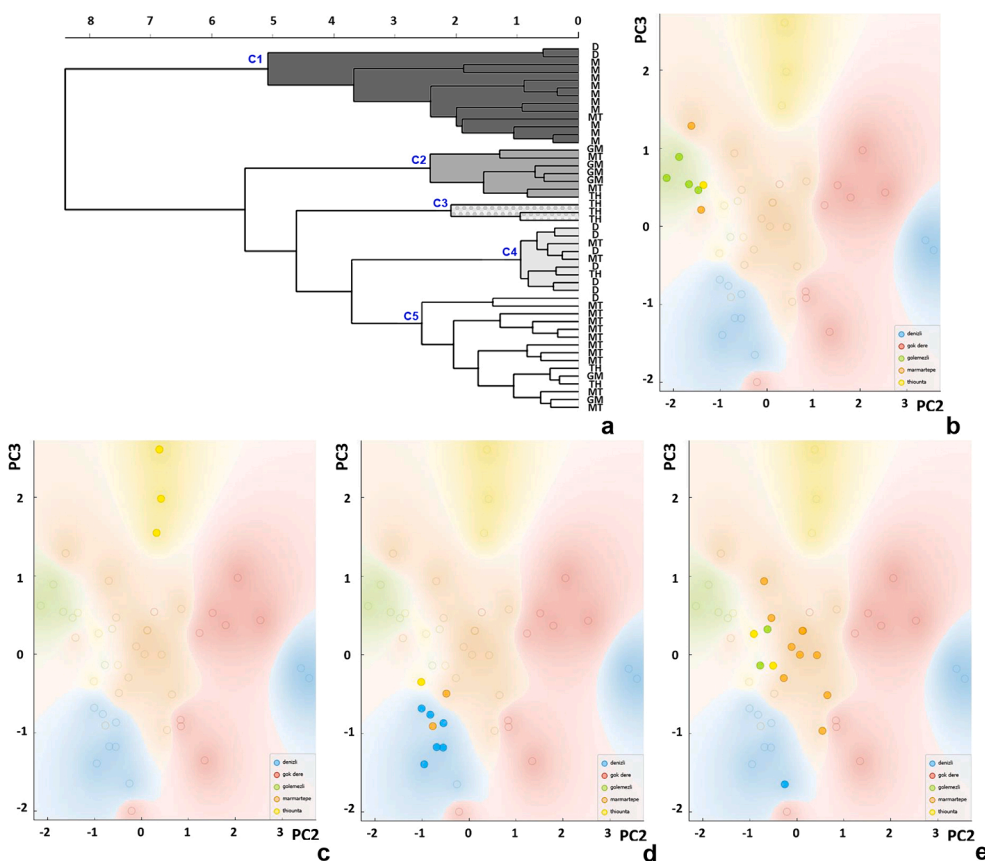 8 7 6 5 4 3 2 1 0
C1
C2
C3
C4
C5
D
D
M
M
M
M
M
M
M
MT
M
M
M
GM
MT
GM
GM
GM
MT
TH
TH
TH
TH
D
D
MT
D
MT
D
TH
D
D
D
MT
MT
MT
MT
MT
MT
MT
MT
TH
GM
TH
MT
GM
MT
a
PC3
2
1
0
-1
-2
-2 -1 0 1 2 3
PC2
denizli
gok dere
golemezli
marmartepe
thiounta
b
PC3
2
1
0
-1
-2
-2 -1 0 1 2 3
PC2
denizli
gok dere
golemezli
marmartepe
thiounta
c
PC3
2
1
0
-1
-2
-2 -1 0 1 2 3
PC2
denizli
gok dere
golemezli
marmartepe
thiounta
d
PC3
2
1
0
-1
-2
-2 -1 0 1 2 3
PC2
denizli
gok dere
golemezli
marmartepe
thiounta
e